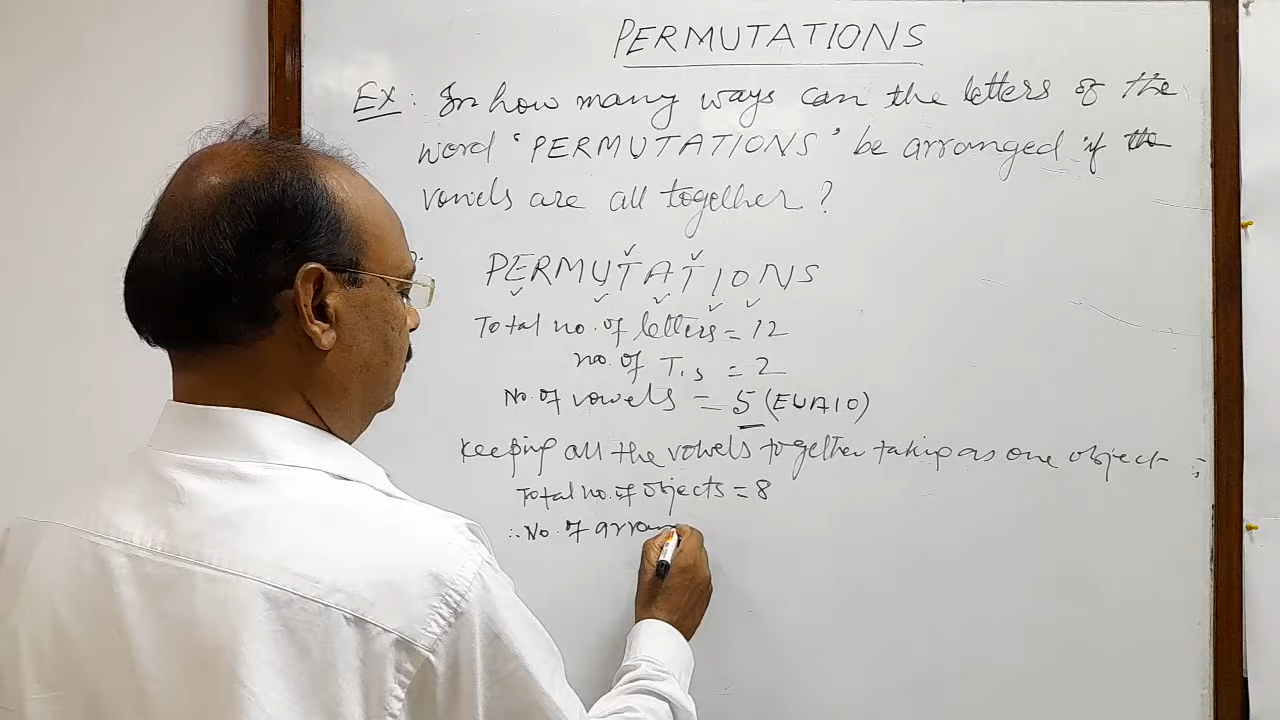 PERMUTATIONS
Ex: In how many ways can the letters of the
word 'PERMUTATIONS' be arranged if the
vowels are all together?
PERMUTATIONS
Total no. of letters = 12
no. of T's = 2
No. of vowels = 5 (EUAIO)
Keeping all the vowels together taking as one object
Total no. of objects = 8
∴ No. of arran